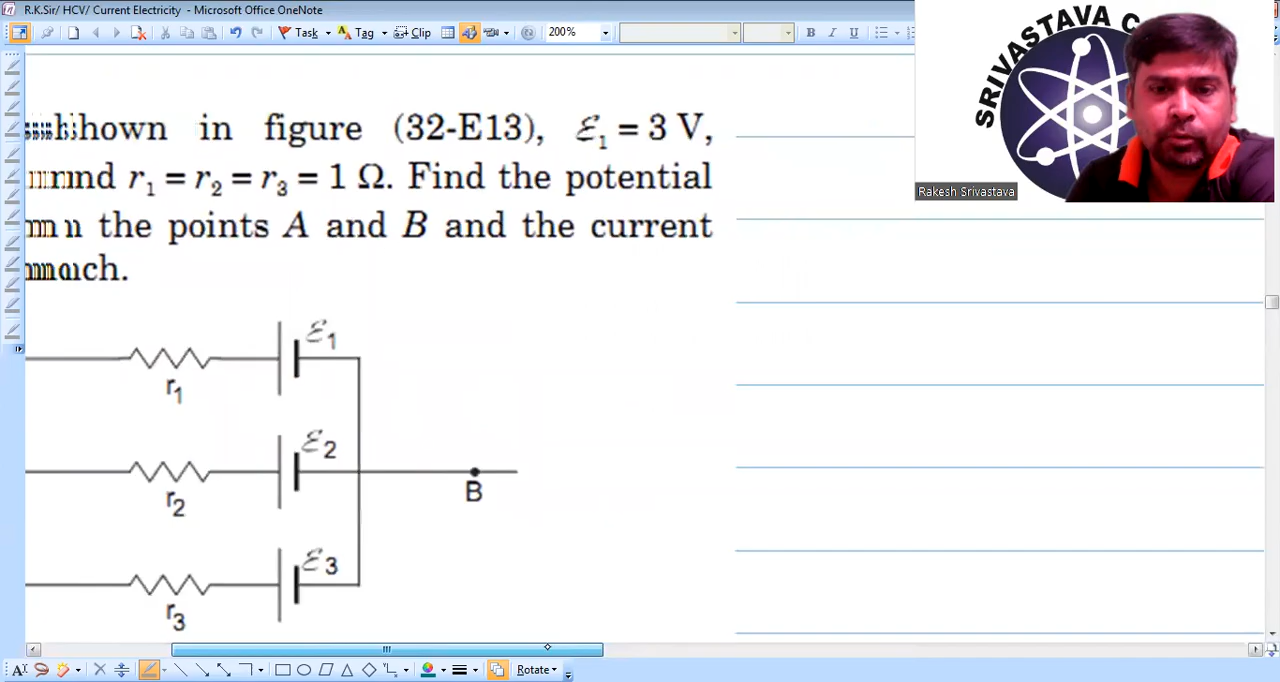 R.K.Sir/ HCV/ Current Electricity - Microsoft Office OneNote
Task Tag Clip 200% B I U
SRIVASTAVA C
Rakesh Srivastava
hown in figure (32-E13), ℰ₁ = 3 V,
nd r₁ = r₂ = r₃ = 1 Ω. Find the potential
n the points A and B and the current
ch.
ℰ₁
r₁
ℰ₂
r₂
B
ℰ₃
r₃
Rotate